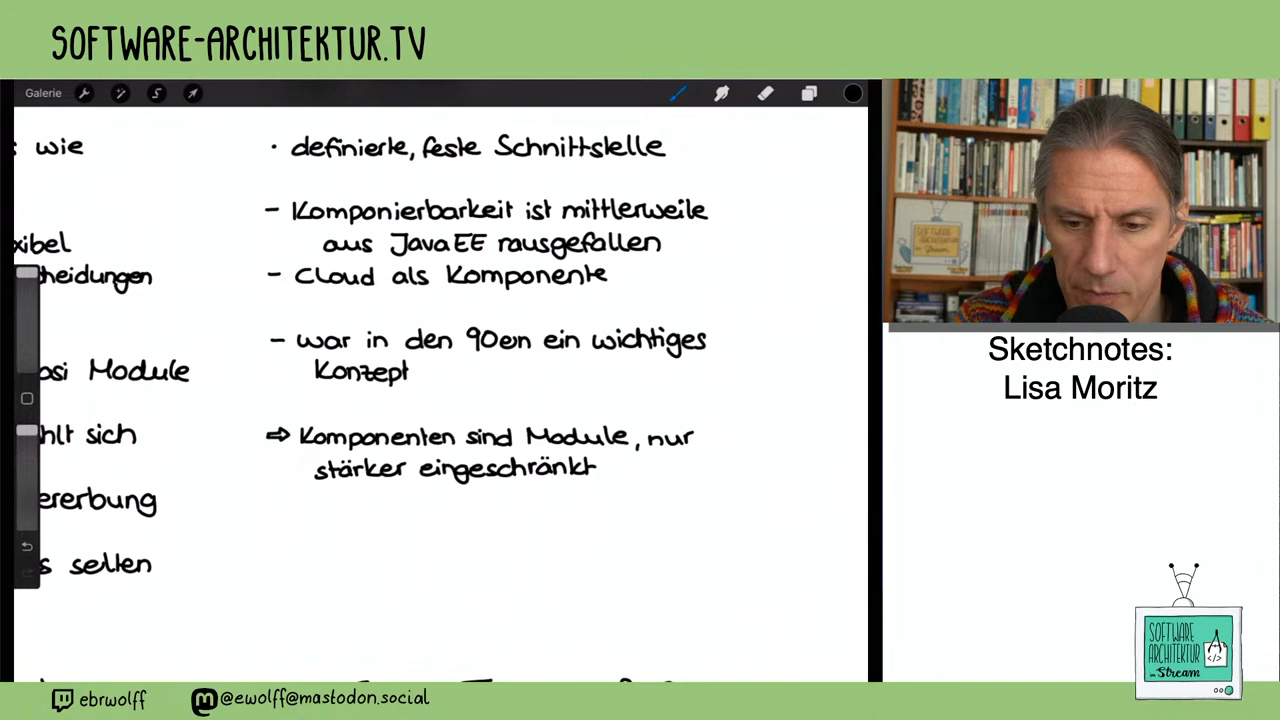 SOFTWARE-ARCHITEKTUR.TV
Galerie
wie
· definierte, feste Schnittstelle
- Komponierbarkeit ist mittlerweile
aus JavaEE rausgefallen
- Cloud als Komponente
- war in den 90ern ein wichtiges
Konzept
⇒ Komponenten sind Module, nur
stärker eingeschränkt
xibel
cheidungen
osi Module
hlt sich
ererbung
s selten
Sketchnotes:
Lisa Moritz
SOFTWARE
ARCHITEKTUR
im Stream
</>
ebrwolff
@ewolff@mastodon.social